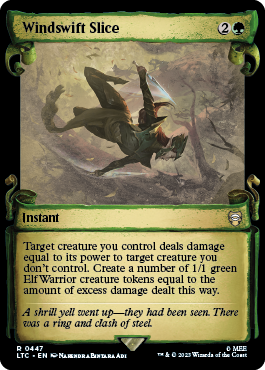 Windswift Slice 2
Instant
Target creature you control deals damage
equal to its power to target creature you
don't control. Create a number of 1/1 green
Elf Warrior creature tokens equal to the
amount of excess damage dealt this way.
A shrill yell went up—they had been seen. There
was a ring and clash of steel.
R 0447
LTC • EN NARENDRA BINTARA ADI
© MEE
™ & © 2023 Wizards of the Coast